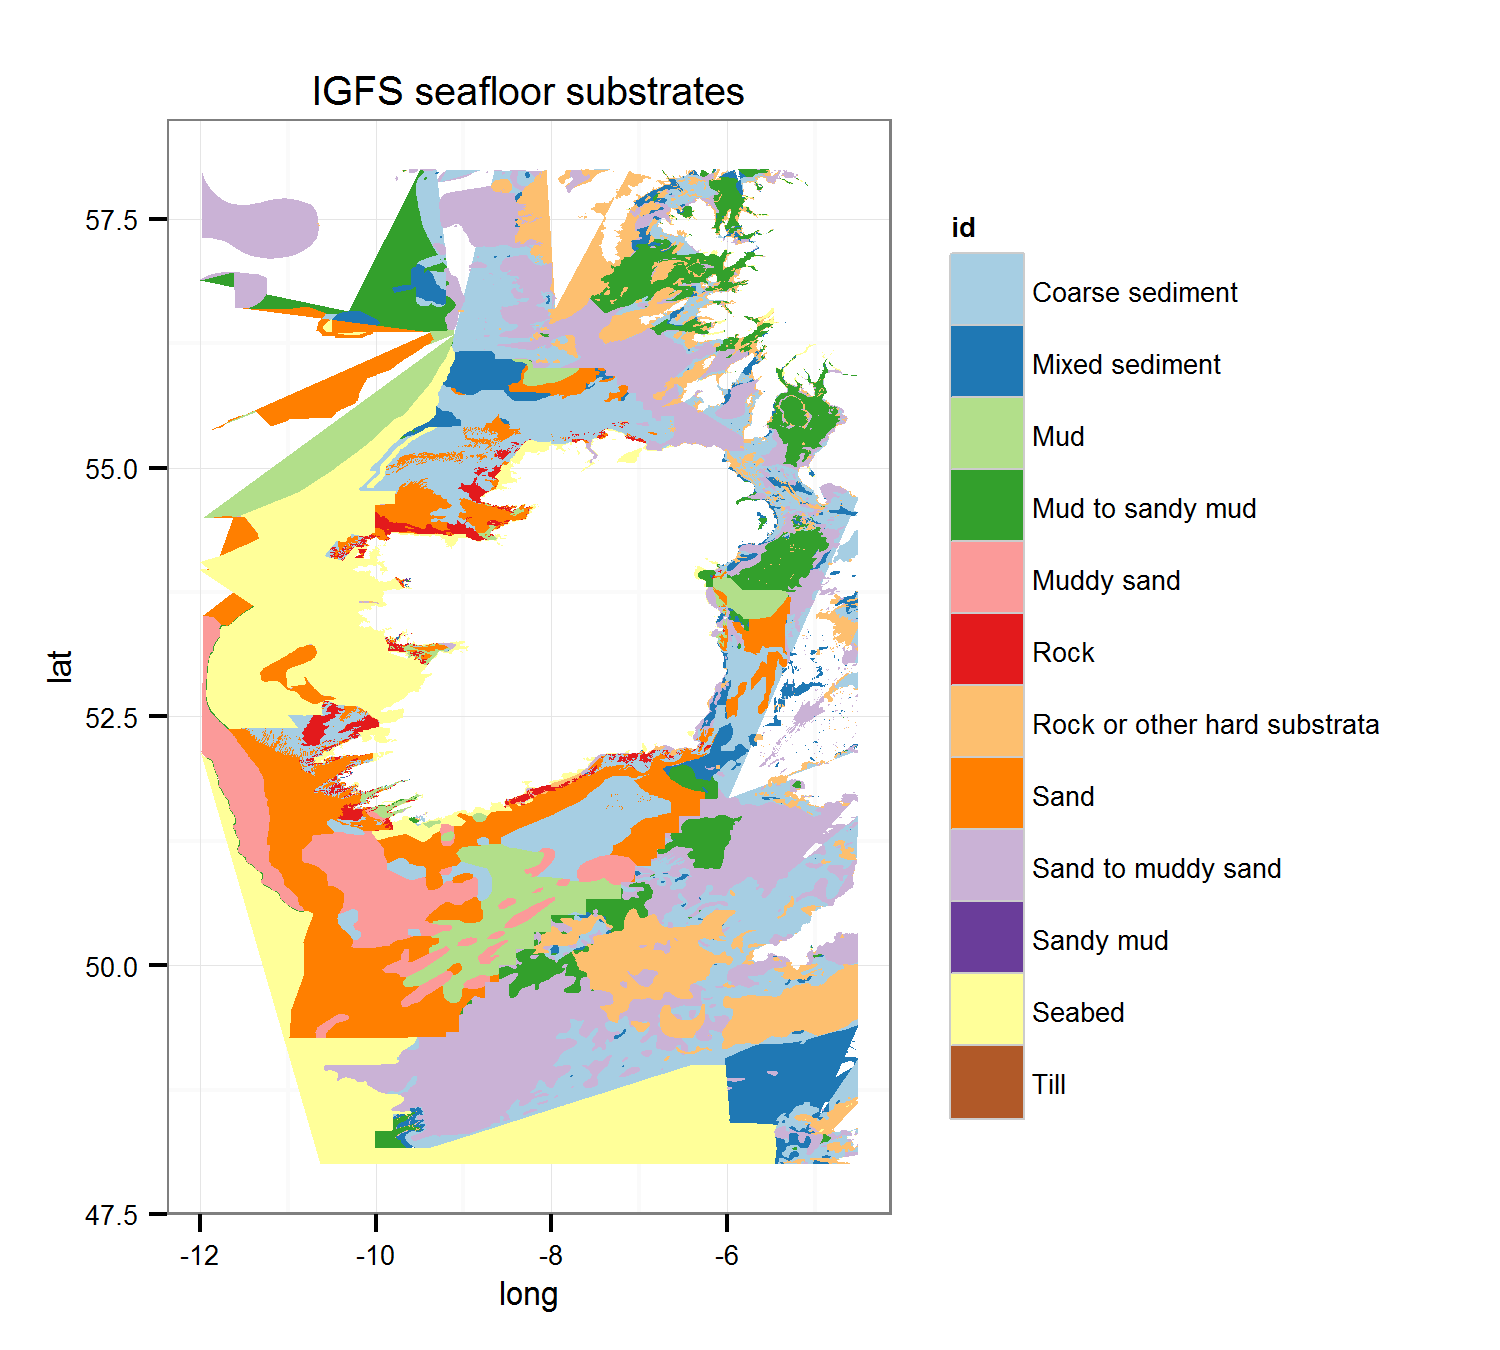 IGFS seafloor substrates
57.5
55.0
52.5
50.0
47.5
lat
-12
-10
-8
-6
long
id
Coarse sediment
Mixed sediment
Mud
Mud to sandy mud
Muddy sand
Rock
Rock or other hard substrata
Sand
Sand to muddy sand
Sandy mud
Seabed
Till